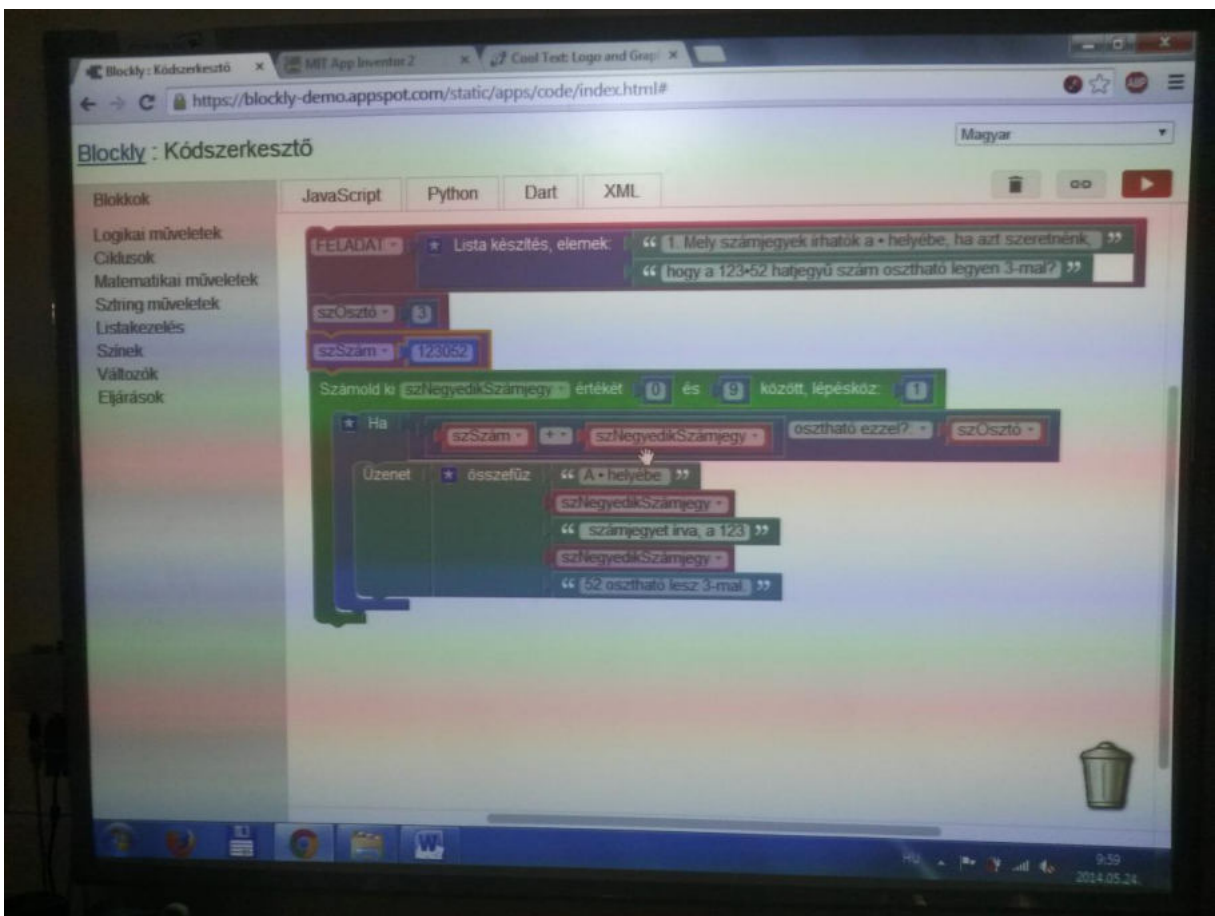 Blockly : Kódszerkesztő
MIT App Inventor 2
Cool Text: Logo and Grap
https://blockly-demo.appspot.com/static/apps/code/index.html#
ABP
Blockly : Kódszerkesztő
Magyar
Blokkok
JavaScript Python Dart XML
Logikai műveletek
Ciklusok
Matematikai műveletek
Sztring műveletek
Listakezelés
Színek
Változók
Eljárások
FELADAT Lista készítés, elemek: “ 1. Mely számjegyek írhatók a • helyébe, ha azt szeretnénk, ”
“ hogy a 123•52 hatjegyű szám osztható legyen 3-mal? ”
szOsztó 3
szSzám 123052
Számold ki szNegyedikSzámjegy értékét 0 és 9 között, lépésköz: 1
Ha szSzám + szNegyedikSzámjegy osztható ezzel?: szOsztó
Üzenet összefűz “ A • helyébe ”
szNegyedikSzámjegy
“ számjegyet írva, a 123 ”
szNegyedikSzámjegy
“ 52 osztható lesz 3-mal. ”
HU
9:59
2014.05.24.